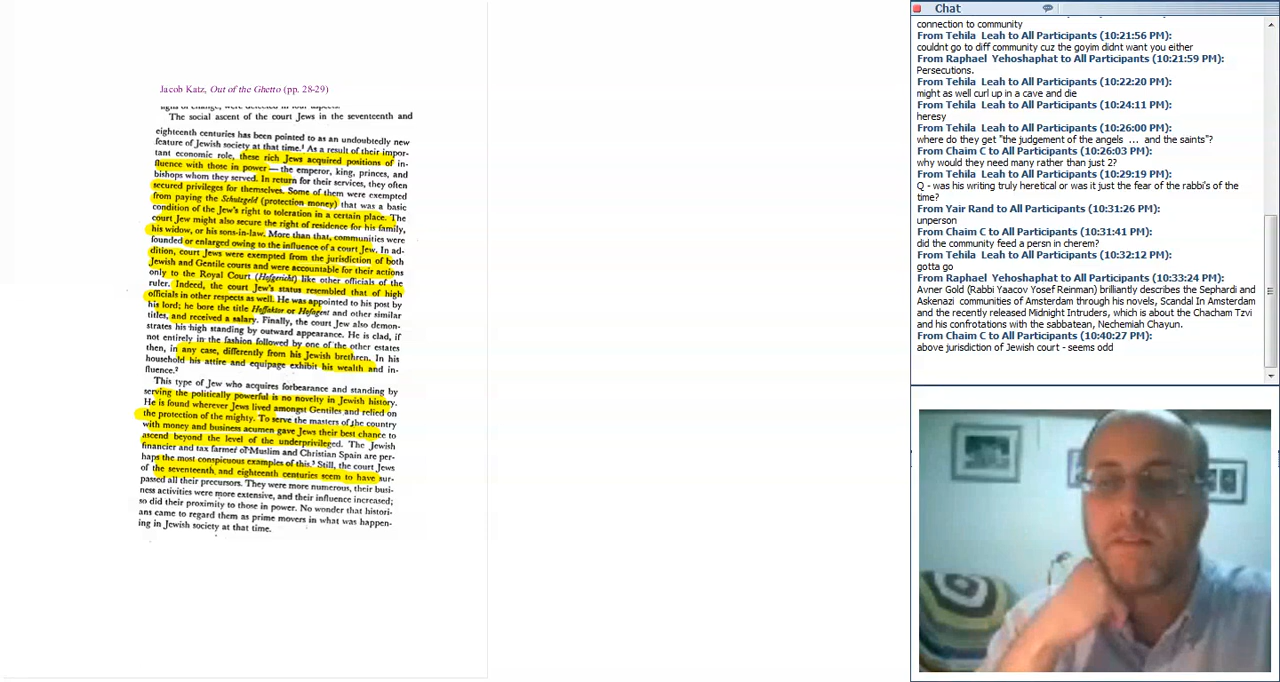 Jacob Katz, Out of the Ghetto (pp. 28-29)
light of change, were detected in four aspects.
The social ascent of the court Jews in the seventeenth and
eighteenth centuries has been pointed to as an undoubtedly new
feature of Jewish society at that time.¹ As a result of their impor-
tant economic role, these rich Jews acquired positions of in-
fluence with those in power — the emperor, king, princes, and
bishops whom they served. In return for their services, they often
secured privileges for themselves. Some of them were exempted
from paying the Schutzgeld (protection money) that was a basic
condition of the Jew's right to toleration in a certain place. The
court Jew might also secure the right of residence for his family,
his widow, or his sons-in-law. More than that, communities were
founded or enlarged owing to the influence of a court Jew. In ad-
dition, court Jews were exempted from the jurisdiction of both
Jewish and Gentile courts and were accountable for their actions
only to the Royal Court (Hofgericht) like other officials of the
ruler. Indeed, the court Jew's status resembled that of high
officials in other respects as well. He was appointed to his post by
his lord; he bore the title Hoffaktor or Hofagent and other similar
titles, and received a salary. Finally, the court Jew also demon-
strates his high standing by outward appearance. He is clad, if
not entirely in the fashion followed by one of the other estates
then, in any case, differently from his Jewish brethren. In his
household his attire and equipage exhibit his wealth and in-
fluence.²
This type of Jew who acquires forbearance and standing by
serving the politically powerful is no novelty in Jewish history.
He is found wherever Jews lived amongst Gentiles and relied on
the protection of the mighty. To serve the masters of the country
with money and business acumen gave Jews their best chance to
ascend beyond the level of the underprivileged. The Jewish
financier and tax farmer of Muslim and Christian Spain are per-
haps the most conspicuous examples of this.³ Still, the court Jews
of the seventeenth and eighteenth centuries seem to have sur-
passed all their precursors. They were more numerous, their busi-
ness activities were more extensive, and their influence increased;
so did their proximity to those in power. No wonder that histori-
ans came to regard them as prime movers in what was happen-
ing in Jewish society at that time.
Chat
connection to community
From Tehila Leah to All Participants (10:21:56 PM):
couldnt go to diff community cuz the goyim didnt want you either
From Raphael Yehoshaphat to All Participants (10:21:59 PM):
Persecutions.
From Tehila Leah to All Participants (10:22:20 PM):
might as well curl up in a cave and die
From Tehila Leah to All Participants (10:24:11 PM):
heresy
From Tehila Leah to All Participants (10:26:00 PM):
where do they get "the judgement of the angels ... and the saints"?
From Chaim C to All Participants (10:26:03 PM):
why would they need many rather than just 2?
From Tehila Leah to All Participants (10:29:19 PM):
Q - was his writing truly heretical or was it just the fear of the rabbi's of the
time?
From Yair Rand to All Participants (10:31:26 PM):
unperson
From Chaim C to All Participants (10:31:41 PM):
did the community feed a persn in cherem?
From Tehila Leah to All Participants (10:32:12 PM):
gotta go
From Raphael Yehoshaphat to All Participants (10:33:24 PM):
Avner Gold (Rabbi Yaacov Yosef Reinman) brilliantly describes the Sephardi and
Askenazi communities of Amsterdam through his novels, Scandal In Amsterdam
and the recently released Midnight Intruders, which is about the Chacham Tzvi
and his confrotations with the sabbatean, Nechemiah Chayun.
From Chaim C to All Participants (10:40:27 PM):
above jurisdiction of Jewish court - seems odd